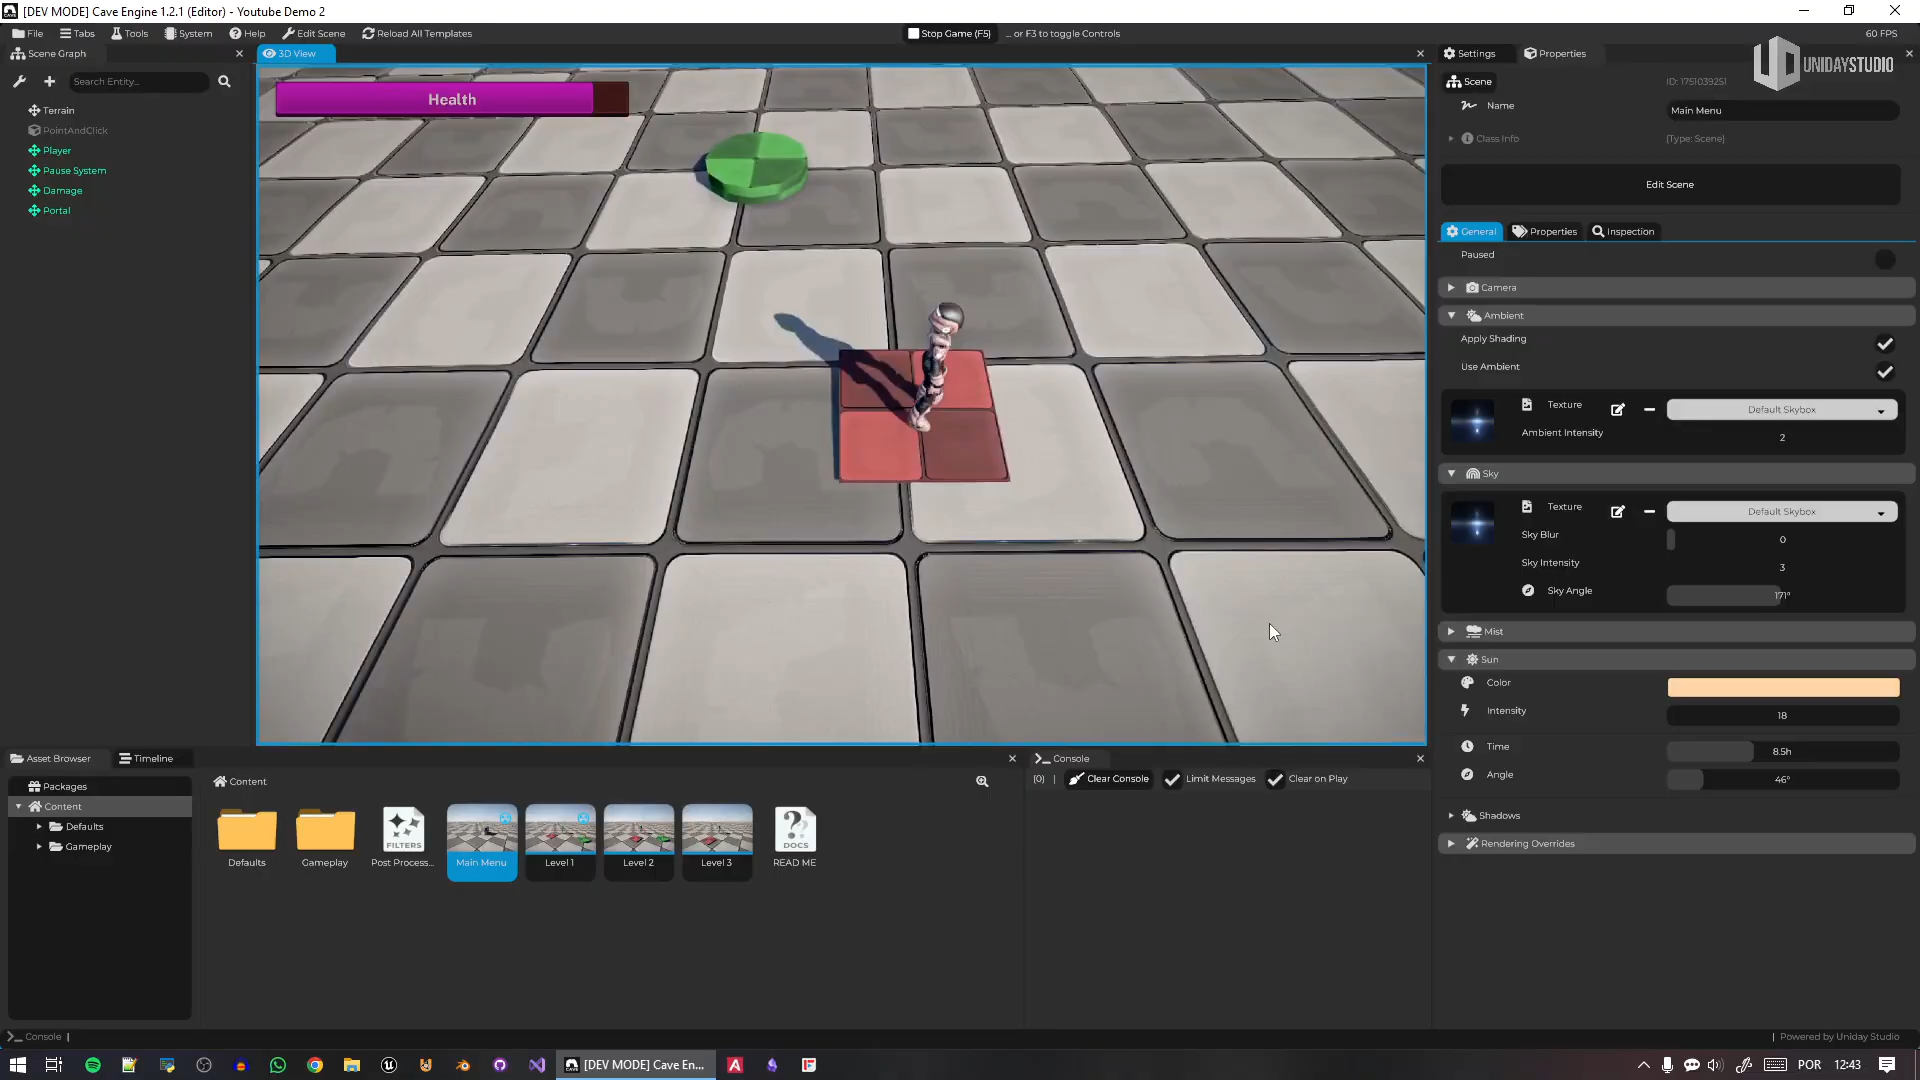 [DEV MODE] Cave Engine 1.2.1 (Editor) - Youtube Demo 2
File Tabs Tools System Help Edit Scene Reload All Templates
Stop Game (F5) ... or F3 to toggle Controls
60 FPS
Scene Graph
3D View
Settings
Properties
UNIDAYSTUDIO
Search Entity...
Terrain
PointAndClick
Player
Pause System
Damage
Portal
Health
Scene
ID: 1751039251
Name
Main Menu
Class Info
(Type: Scene)
Edit Scene
General
Properties
Inspection
Paused
Camera
Ambient
Apply Shading
Use Ambient
Texture
Default Skybox
Ambient Intensity
2
Sky
Texture
Default Skybox
Sky Blur
0
Sky Intensity
3
Sky Angle
171°
Mist
Sun
Color
Intensity
18
Time
8.5h
Angle
46°
Shadows
Rendering Overrides
Asset Browser
Timeline
Packages
Content
Defaults
Gameplay
Content
Defaults
Gameplay
FILTERS
Post Process...
Main Menu
Level 1
Level 2
Level 3
DOCS
READ ME
Console
(0) | Clear Console Limit Messages Clear on Play
Console |
| Powered by Uniday Studio
[DEV MODE] Cave En...
POR
12:43